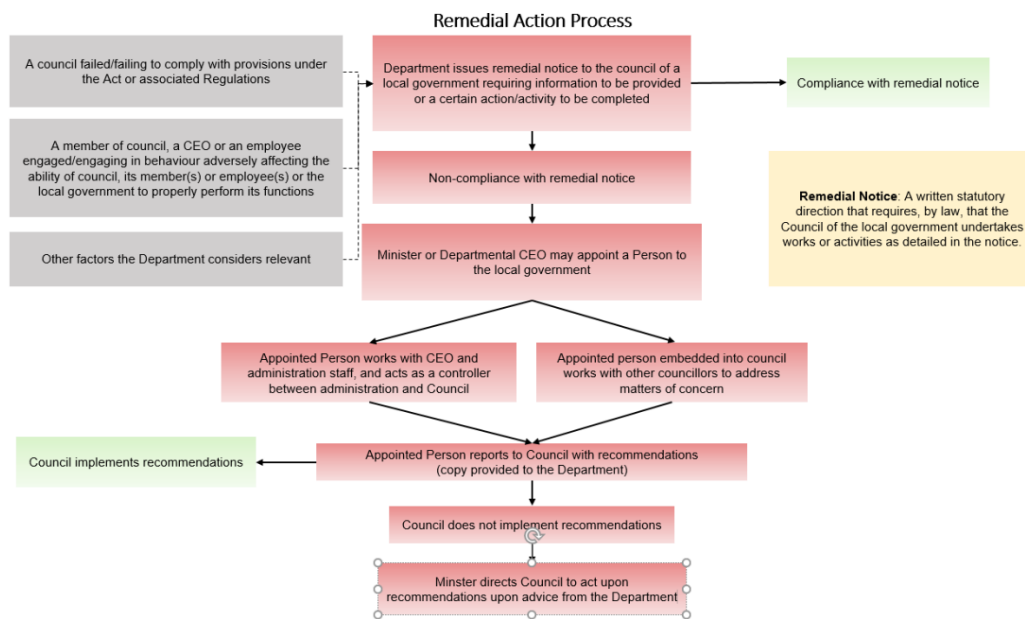 Remedial Action Process
A council failed/failing to comply with provisions under
the Act or associated Regulations
Department issues remedial notice to the council of a
local government requiring information to be provided
or a certain action/activity to be completed
Compliance with remedial notice
A member of council, a CEO or an employee
engaged/engaging in behaviour adversely affecting the
ability of council, its member(s) or employee(s) or the
local government to properly perform its functions
Non-compliance with remedial notice
Remedial Notice: A written statutory
direction that requires, by law, that the
Council of the local government undertakes
works or activities as detailed in the notice.
Other factors the Department considers relevant
Minister or Departmental CEO may appoint a Person to
the local government
Appointed Person works with CEO and
administration staff, and acts as a controller
between administration and Council
Appointed person embedded into council
works with other councillors to address
matters of concern
Council implements recommendations
Appointed Person reports to Council with recommendations
(copy provided to the Department)
Council does not implement recommendations
Minster directs Council to act upon
recommendations upon advice from the Department